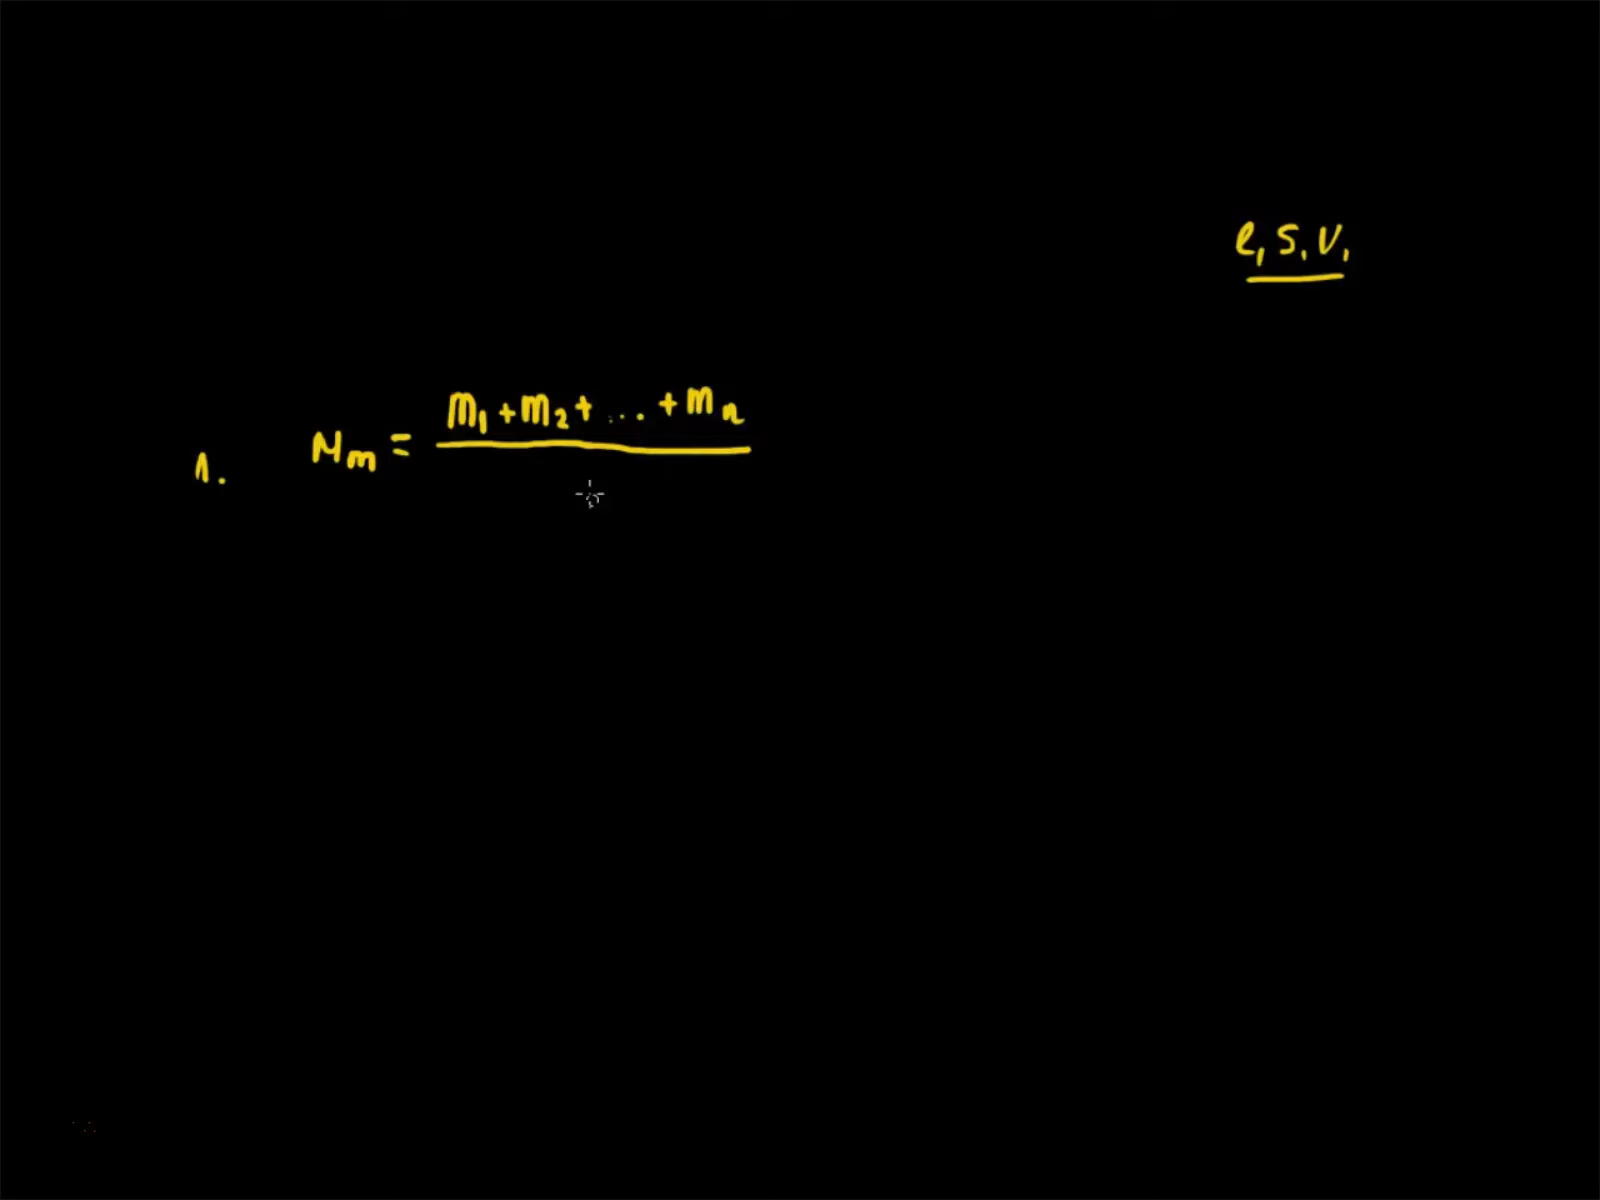 l, S, V,
1. Mm = m1 + m2 + ... + mn